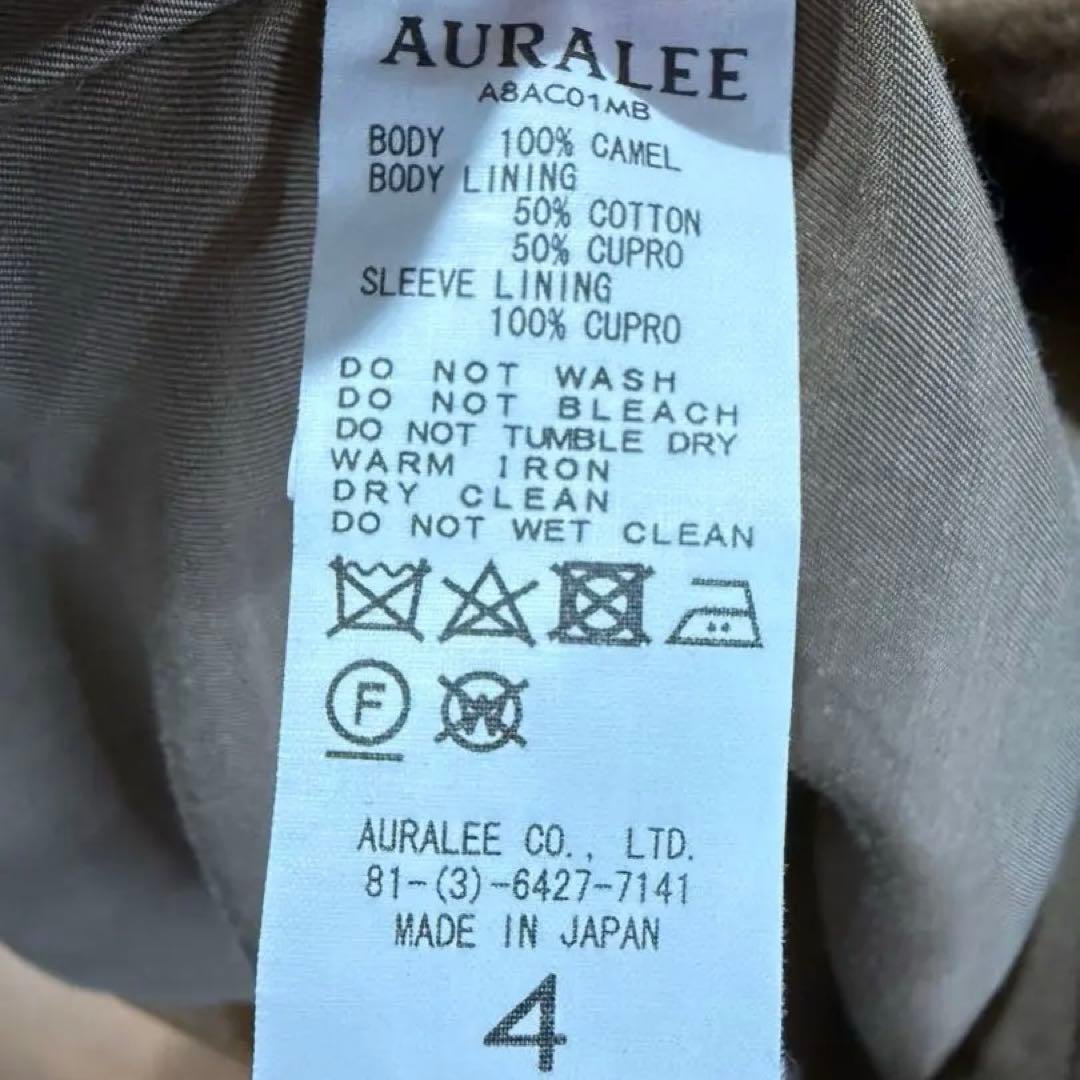 AURALEE
A8AC01MB
BODY 100% CAMEL
BODY LINING
50% COTTON
50% CUPRO
SLEEVE LINING
100% CUPRO
DO NOT WASH
DO NOT BLEACH
DO NOT TUMBLE DRY
WARM IRON
DRY CLEAN
DO NOT WET CLEAN
F W
AURALEE CO., LTD.
81-(3)-6427-7141
MADE IN JAPAN
4